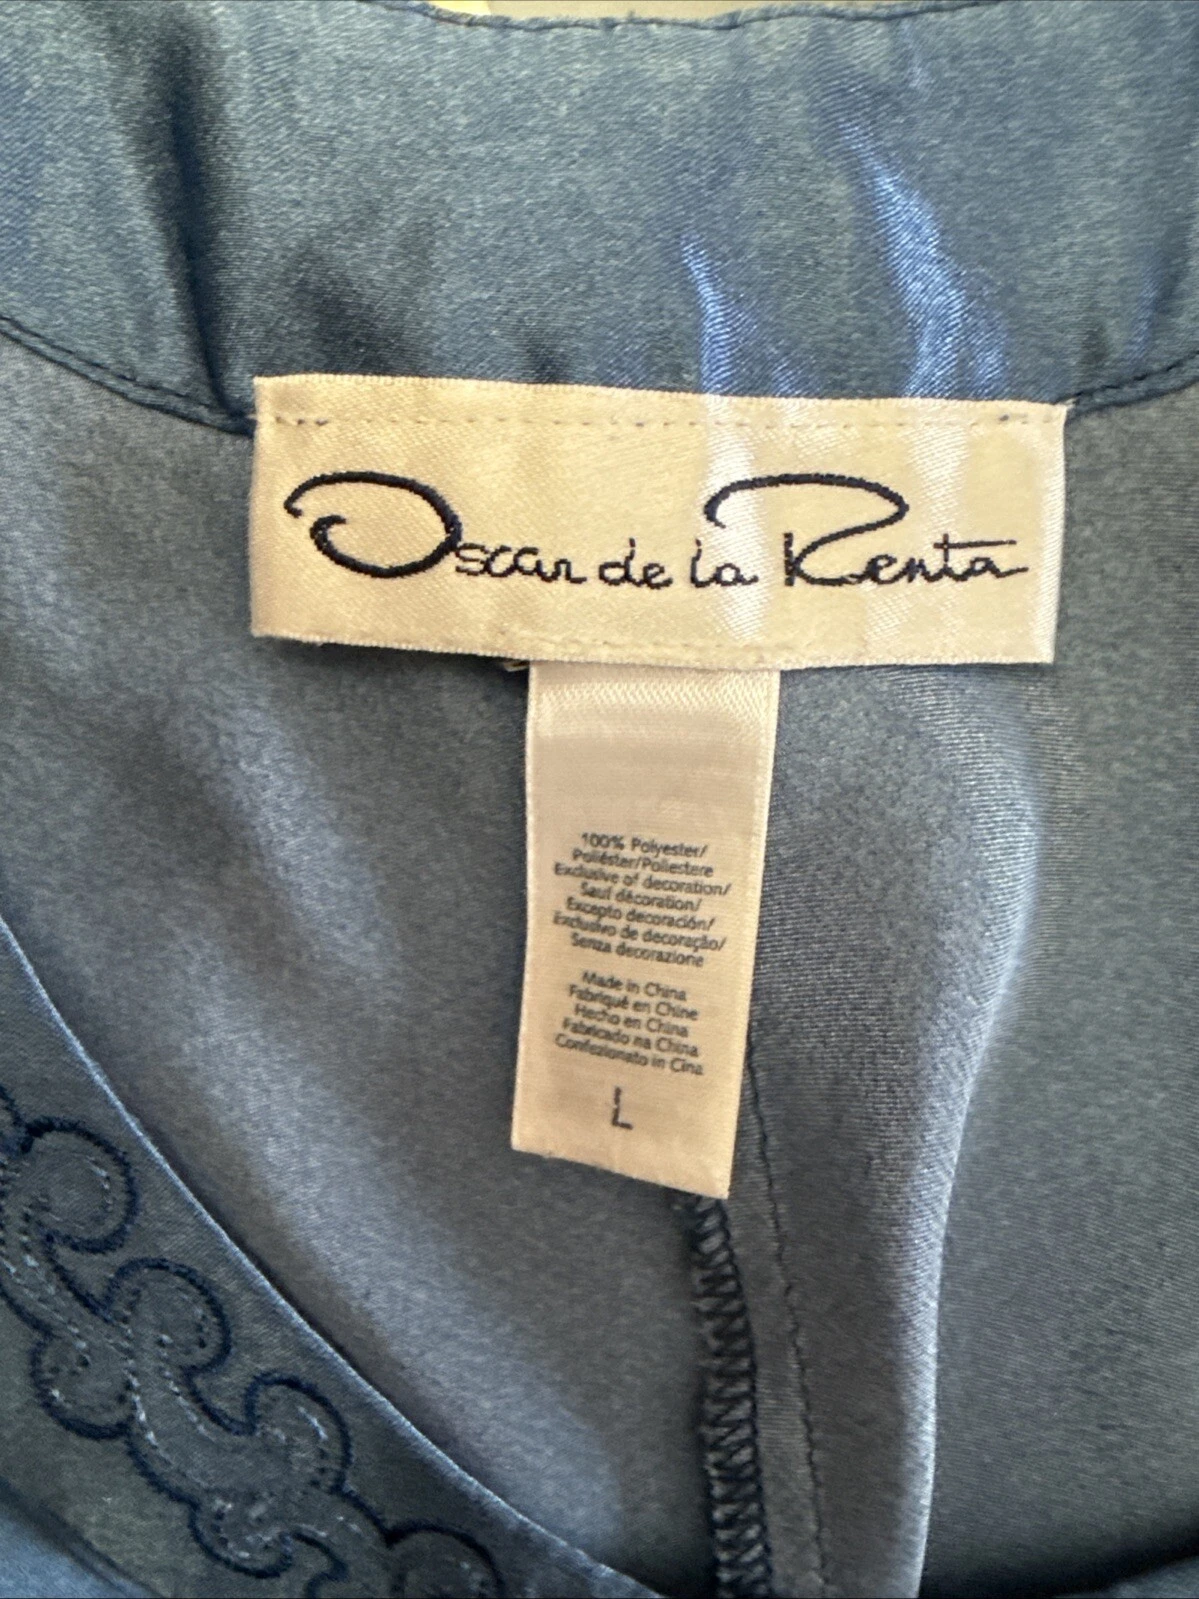 Oscar de la Renta
100% Polyester/
Poliéster/Poliestere
Exclusive of decoration/
Sauf décoration/
Excepto decoración/
Exclusivo de decoração/
Senza decorazione
Made in China
Fabriqué en Chine
Hecho en China
Fabricado na China
Confezionato in Cina
L